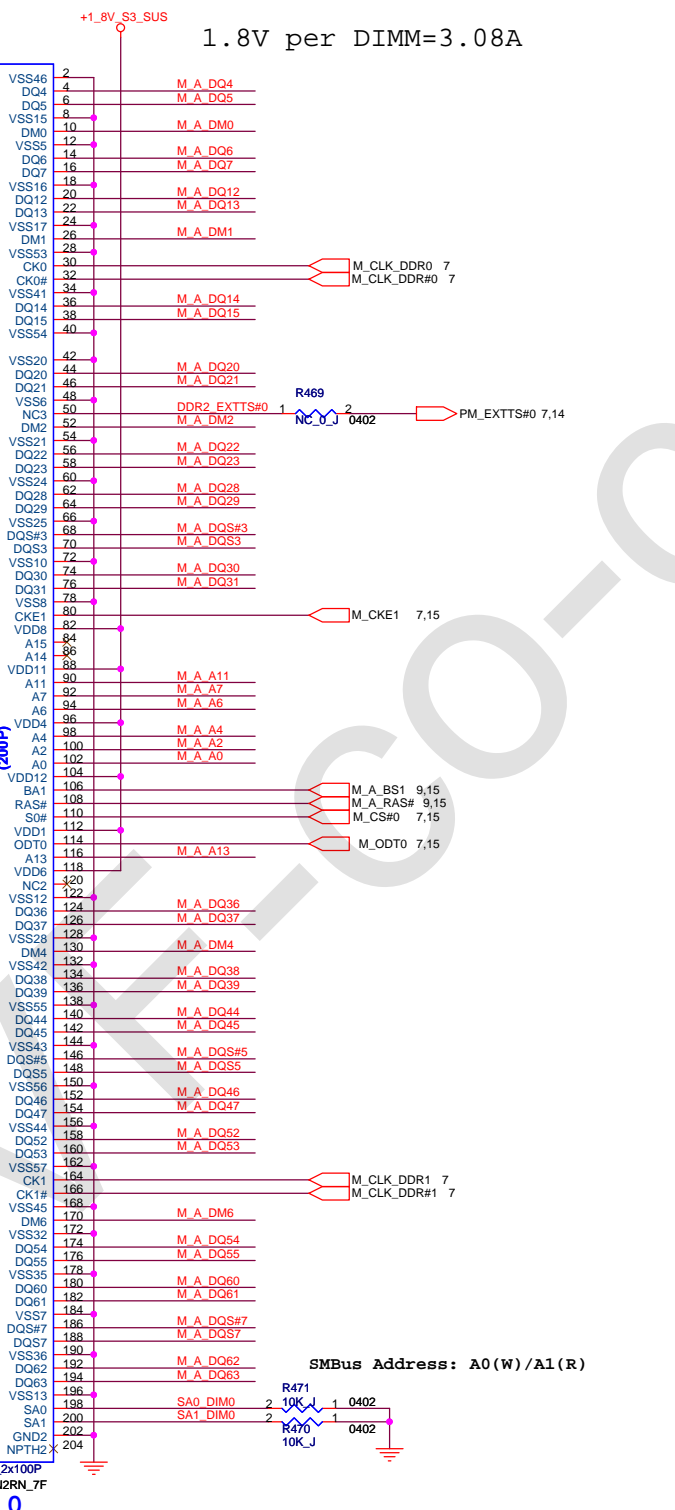 +1_8V_S3_SUS
1.8V per DIMM=3.08A
VSS46 2
DQ4 4 M_A_DQ4
DQ5 6 M_A_DQ5
VSS15 8
DM0 10 M_A_DM0
VSS5 12
DQ6 14 M_A_DQ6
DQ7 16 M_A_DQ7
VSS16 18
DQ12 20 M_A_DQ12
DQ13 22 M_A_DQ13
VSS17 24
DM1 26 M_A_DM1
VSS53 28
CK0 30 M_CLK_DDR0 7
CK0# 32 M_CLK_DDR#0 7
VSS41 34
DQ14 36 M_A_DQ14
DQ15 38 M_A_DQ15
VSS54 40
VSS20 42
DQ20 44 M_A_DQ20
DQ21 46 M_A_DQ21
VSS6 48
R469
NC3 50 DDR2_EXTTS#0 1 2 PM_EXTTS#0 7,14
NC_0_J 0402
DM2 52 M_A_DM2
VSS21 54
DQ22 56 M_A_DQ22
DQ23 58 M_A_DQ23
VSS24 60
DQ28 62 M_A_DQ28
DQ29 64 M_A_DQ29
VSS25 66
DQS#3 68 M_A_DQS#3
DQS3 70 M_A_DQS3
VSS10 72
DQ30 74 M_A_DQ30
DQ31 76 M_A_DQ31
VSS8 78
CKE1 80 M_CKE1 7,15
VDD8 82
A15 84
A14 86
VDD11 88
A11 90 M_A_A11
A7 92 M_A_A7
A6 94 M_A_A6
VDD4 96
A4 98 M_A_A4
A2 100 M_A_A2
A0 102 M_A_A0
(200P)
VDD12 104
BA1 106 M_A_BS1 9,15
RAS# 108 M_A_RAS# 9,15
S0# 110 M_CS#0 7,15
VDD1 112
ODT0 114 M_ODT0 7,15
A13 116 M_A_A13
VDD6 118
NC2 120
VSS12 122
DQ36 124 M_A_DQ36
DQ37 126 M_A_DQ37
VSS28 128
DM4 130 M_A_DM4
VSS42 132
DQ38 134 M_A_DQ38
DQ39 136 M_A_DQ39
VSS55 138
DQ44 140 M_A_DQ44
DQ45 142 M_A_DQ45
VSS43 144
DQS#5 146 M_A_DQS#5
DQS5 148 M_A_DQS5
VSS56 150
DQ46 152 M_A_DQ46
DQ47 154 M_A_DQ47
VSS44 156
DQ52 158 M_A_DQ52
DQ53 160 M_A_DQ53
VSS57 162
CK1 164 M_CLK_DDR1 7
CK1# 166 M_CLK_DDR#1 7
VSS45 168
DM6 170 M_A_DM6
VSS32 172
DQ54 174 M_A_DQ54
DQ55 176 M_A_DQ55
VSS35 178
DQ60 180 M_A_DQ60
DQ61 182 M_A_DQ61
VSS7 184
DQS#7 186 M_A_DQS#7
DQS7 188 M_A_DQS7
VSS36 190
DQ62 192 M_A_DQ62
DQ63 194 M_A_DQ63
SMBus Address: A0(W)/A1(R)
VSS13 196
R471
10K_J
SA0 198 SA0_DIM0 2 1 0402
SA1 200 SA1_DIM0 2 1 0402
R470
10K_J
GND2 202
NPTH2 204
_2x100P
N2RN_7F
0